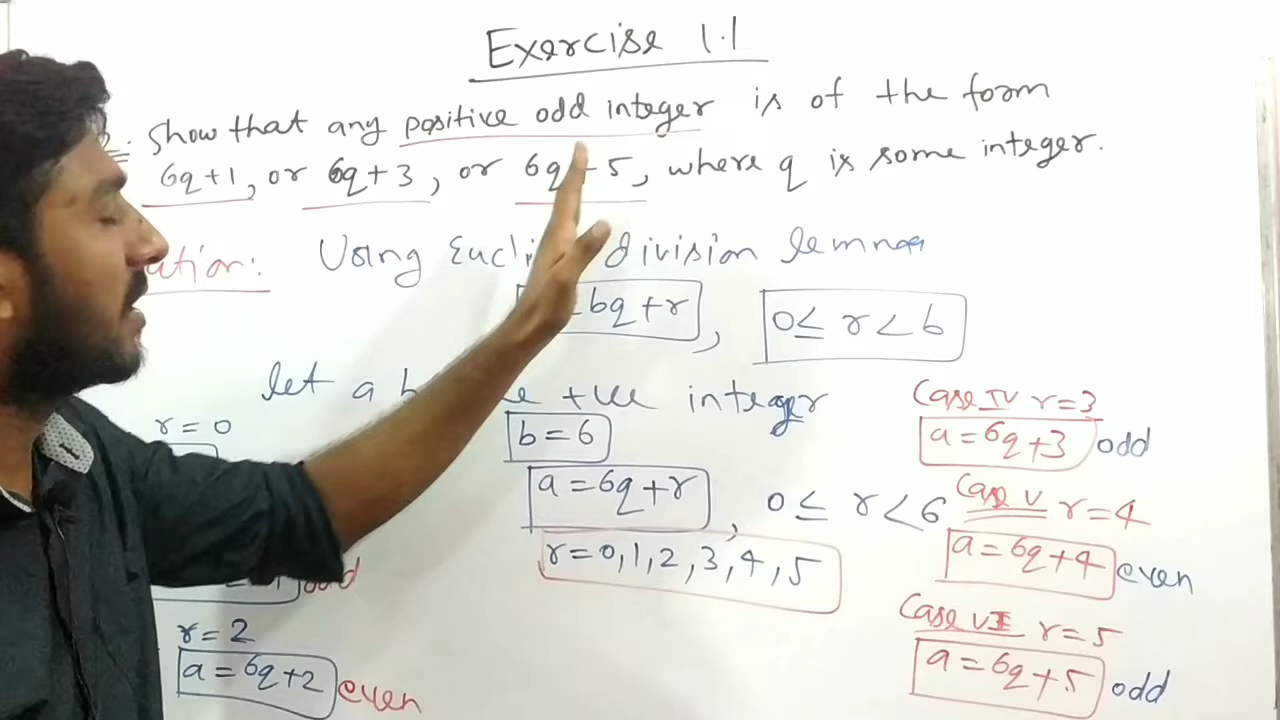 Exercise 1.1
Show that any positive odd integer is of the form
6q+1, or 6q+3, or 6q+5, where q is some integer.
Using division lemma
bq+r, 0≤ r < b
let a +ve integer
r=0
b=6
a=6q+r, 0≤ r<6
r=0,1,2,3,4,5
odd
r=2
a=6q+2 even
Case IV r=3
a=6q+3 odd
Case V r=4
a=6q+4 even
Case VI r=5
a=6q+5 odd